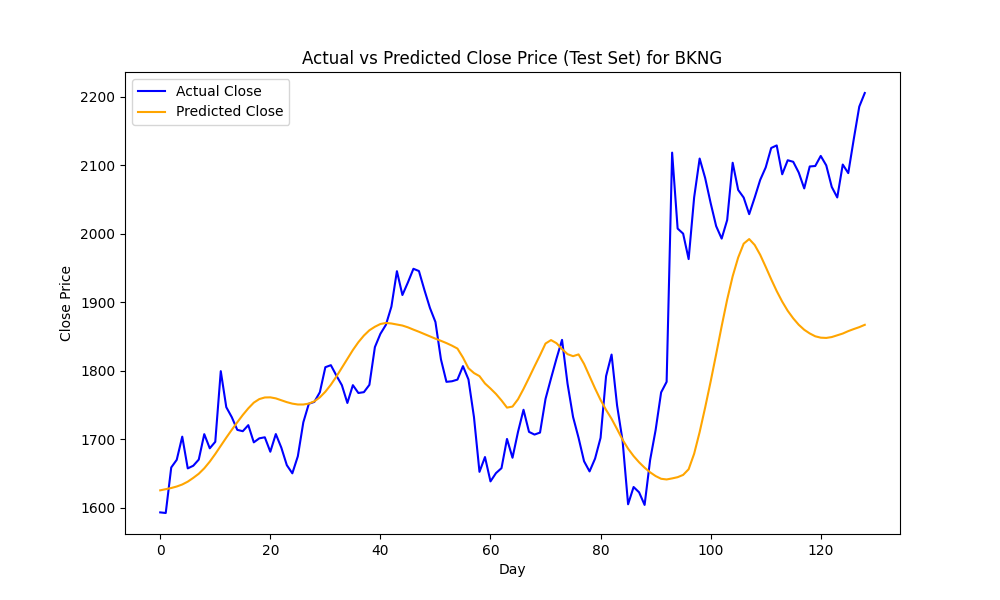 Actual vs Predicted Close Price (Test Set) for BKNG
Actual Close
Predicted Close
2200
2100
2000
1900
1800
1700
1600
Close Price
0 20 40 60 80 100 120
Day